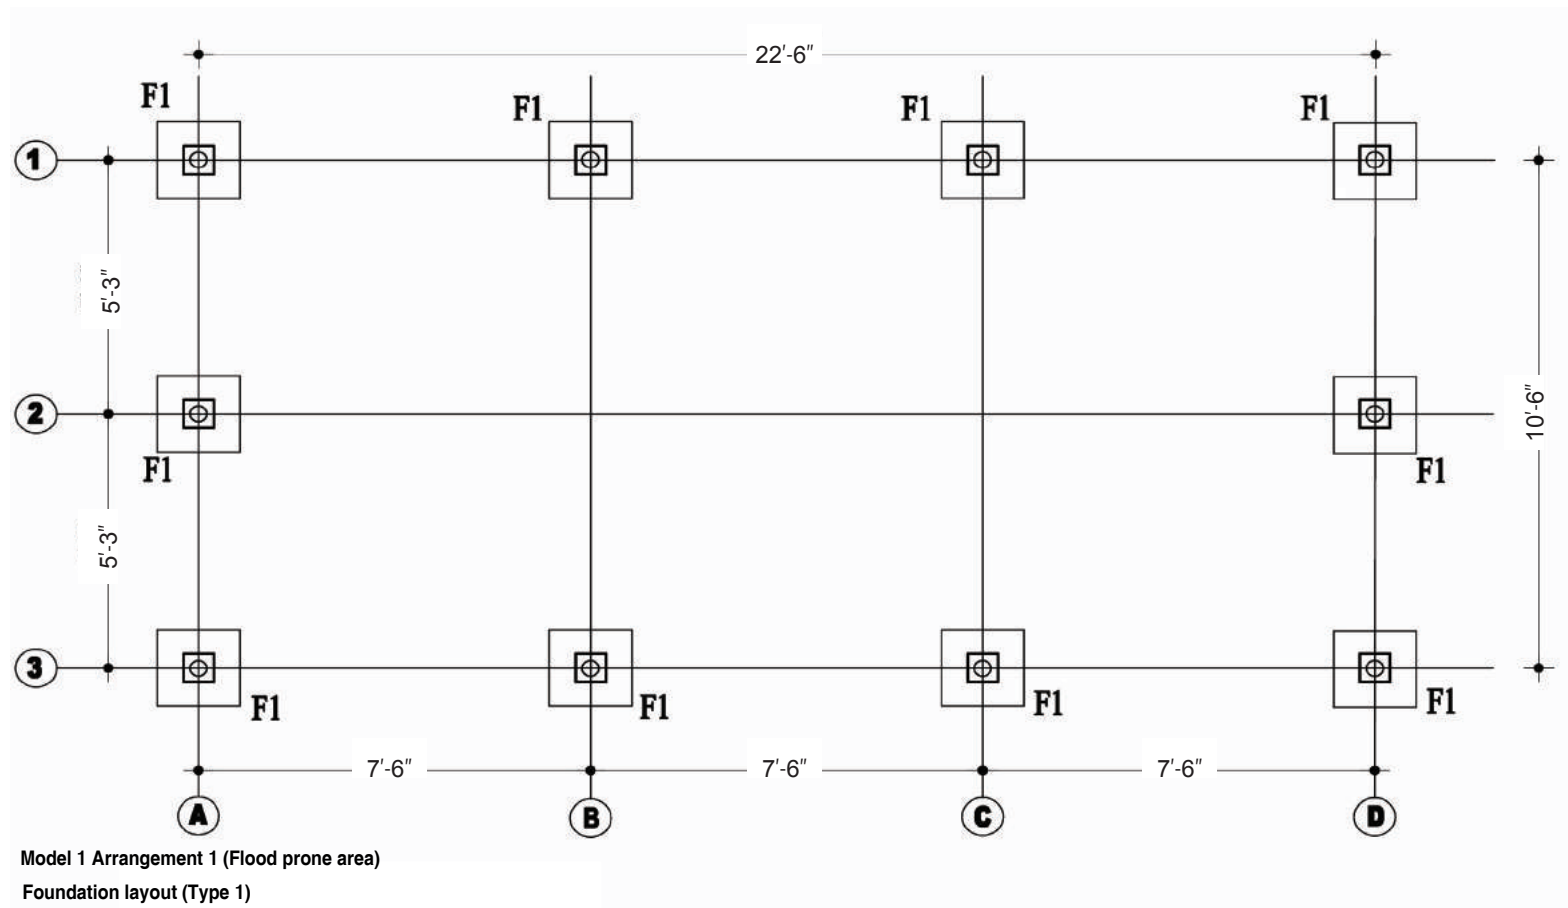 22′-6″
F1
F1
F1
F1
1
5′-3″
2
F1
F1
10′-6″
5′-3″
3
F1
F1
F1
F1
7′-6″
7′-6″
7′-6″
A
B
C
D
Model 1 Arrangement 1 (Flood prone area)
Foundation layout (Type 1)